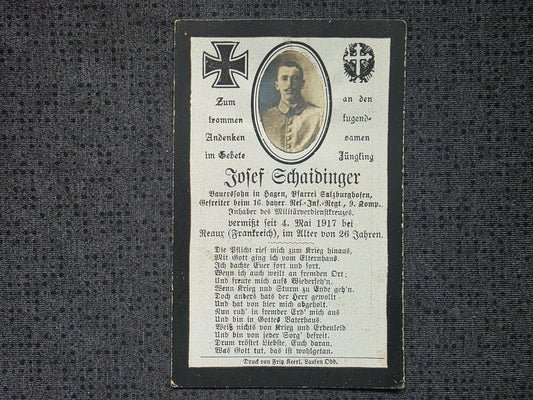 Zum
frommen
Andenken
im Gebete
an den
tugend-
samen
Jüngling
Josef Schaidinger
Bauerssohn in Hagen, Pfarrei Salzburghofen,
Gefreiter beim 16. bayer. Res.-Inf.-Regt., 9. Komp.
Inhaber des Militärverdienstkreuzes,
vermißt seit 4. Mai 1917 bei
Reaux (Frankreich), im Alter von 26 Jahren.
Die Pflicht rief mich zum Krieg hinaus,
Mit Gott ging ich vom Elternhaus.
Ich dachte Euer fort und fort,
Wenn ich auch weilt an fremden Ort;
Und freute mich aufs Wiederseh'n.
Wenn Krieg und Sturm zu Ende geh'n.
Doch anders hats der Herr gewollt
Und hat von hier mich abgeholt.
Nun ruh' in fremder Erd' mich aus
Und bin in Gottes Vaterhaus.
Weiß nichts von Krieg und Erdenleid
Und bin von jeder Sorg' befreit.
Drum tröstet Liebste, Euch daran,
Was Gott tut, das ist wohlgetan.
Druck von Fritz Keerl, Laufen Obb.